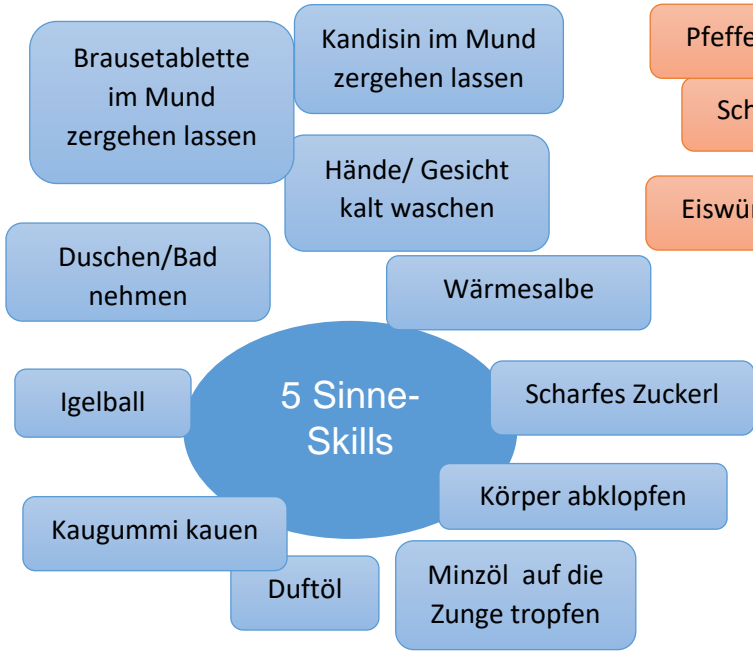 Brausetablette
im Mund
zergehen lassen
Kandisin im Mund
zergehen lassen
Hände/ Gesicht
kalt waschen
Duschen/Bad
nehmen
Wärmesalbe
Igelball
5 Sinne-
Skills
Scharfes Zuckerl
Körper abklopfen
Kaugummi kauen
Duftöl
Minzöl auf die
Zunge tropfen